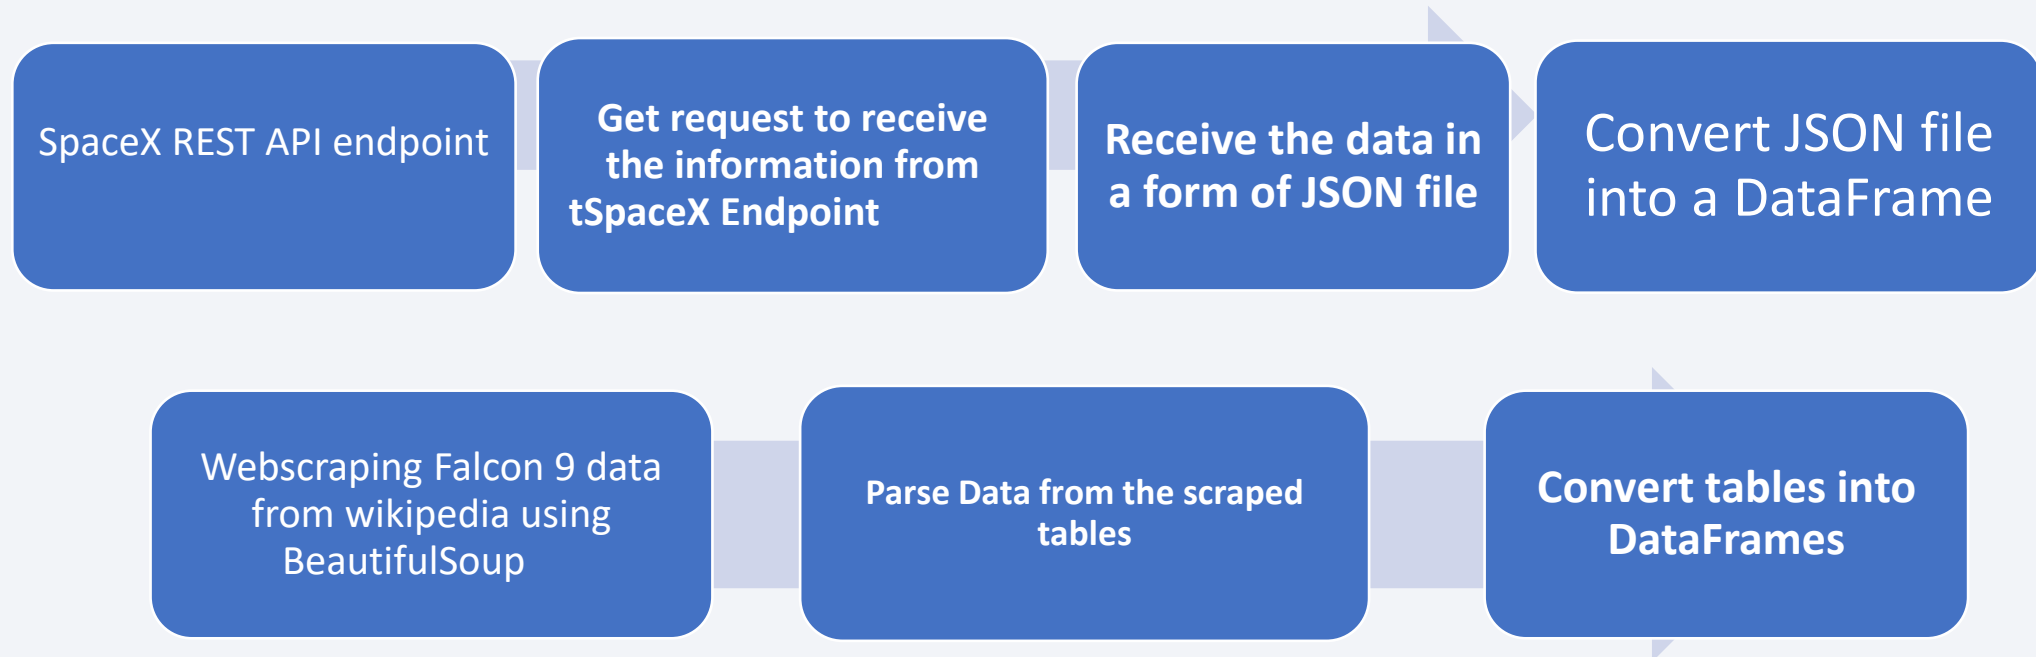 SpaceX REST API endpoint
Get request to receive
the information from
tSpaceX Endpoint
Receive the data in
a form of JSON file
Convert JSON file
into a DataFrame
Webscraping Falcon 9 data
from wikipedia using
BeautifulSoup
Parse Data from the scraped
tables
Convert tables into
DataFrames